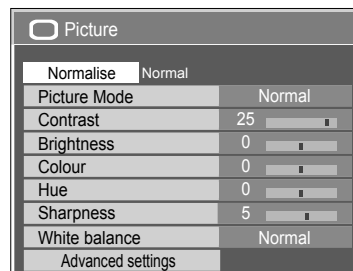 Picture
Normalise Normal
Picture Mode Normal
Contrast 25
Brightness 0
Colour 0
Hue 0
Sharpness 5
White balance Normal
Advanced settings